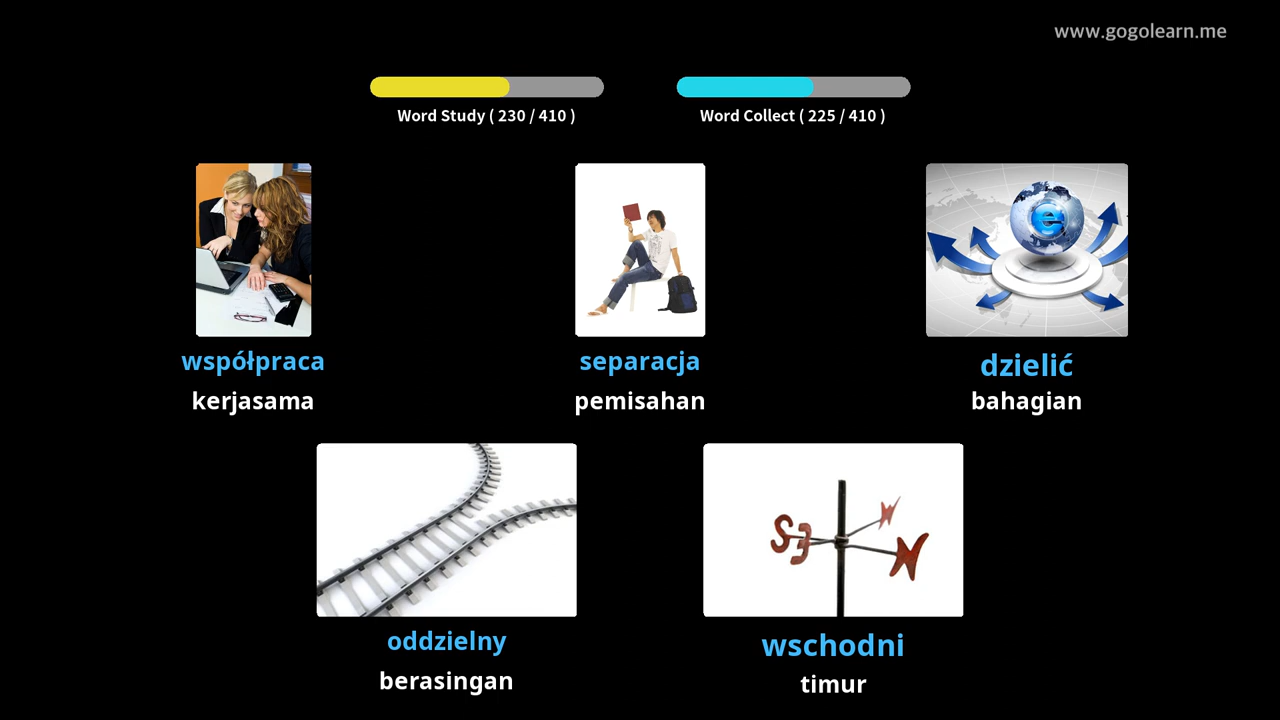 www.gogolearn.me
Word Study ( 230 / 410 )
Word Collect ( 225 / 410 )
współpraca
kerjasama
separacja
pemisahan
e
dzielić
bahagian
oddzielny
berasingan
S E N
wschodni
timur